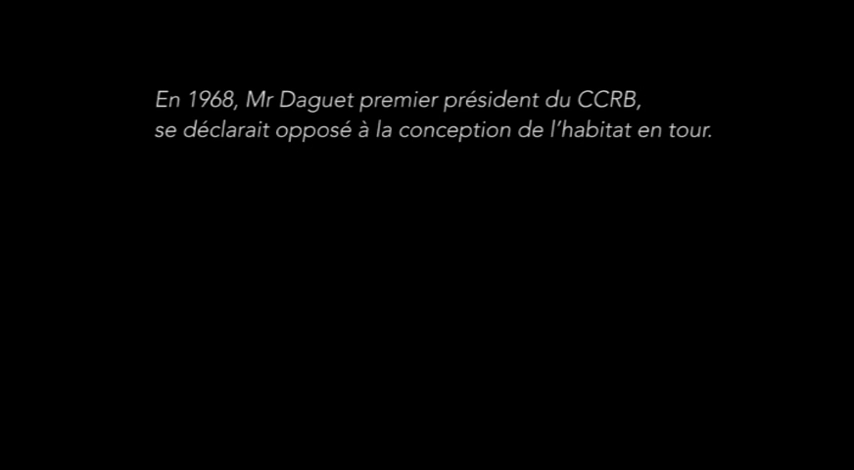 En 1968, Mr Daguet premier président du CCRB,
se déclarait opposé à la conception de l’habitat en tour.